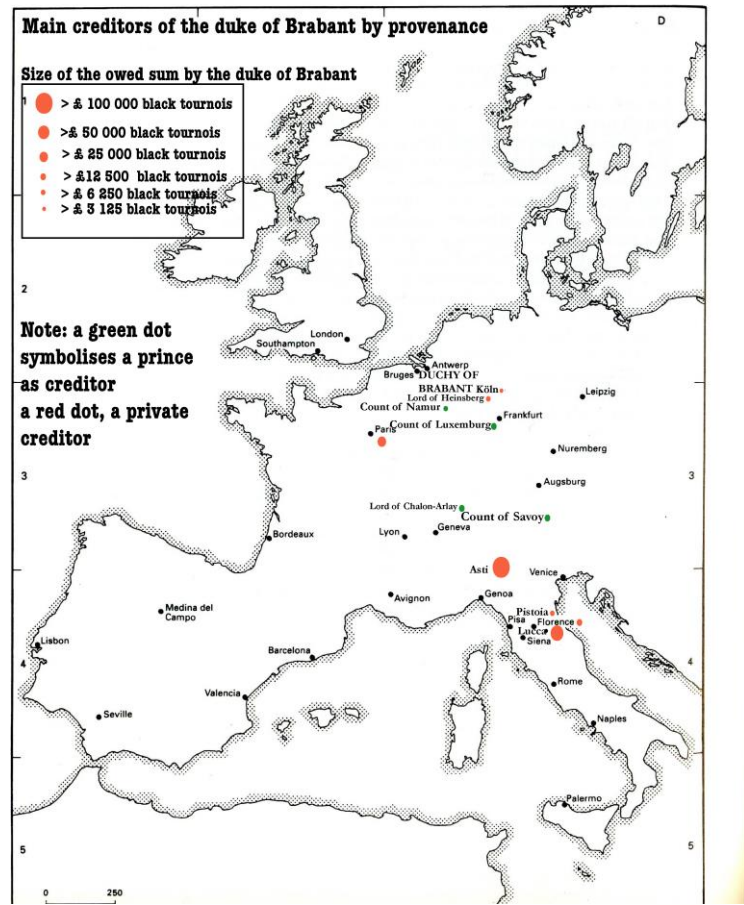 Main creditors of the duke of Brabant by provenance
D
Size of the owed sum by the duke of Brabant
1
> £ 100 000 black tournois
>£ 50 000 black tournois
> £ 25 000 black tournois
>£12 500 black tournois
> £ 6 250 black tournois
> £ 3 125 black tournois
2
Note: a green dot
symbolises a prince
as creditor
a red dot, a private
creditor
London
Southampton
Antwerp
Bruges
DUCHY OF
BRABANT
Köln
Lord of Heinsberg
Leipzig
Count of Namur
Frankfurt
Paris
Count of Luxemburg
Nuremberg
3
3
Augsburg
Lord of Chalon-Arlay
Count of Savoy
Geneva
Lyon
Bordeaux
Asti
Venice
Avignon
Genoa
Medina del
Campo
Pistoia
Pisa
Florence
Lucca
Siena
Lisbon
Barcelona
4
4
Rome
Valencia
Seville
Naples
Palermo
5
5
0
250